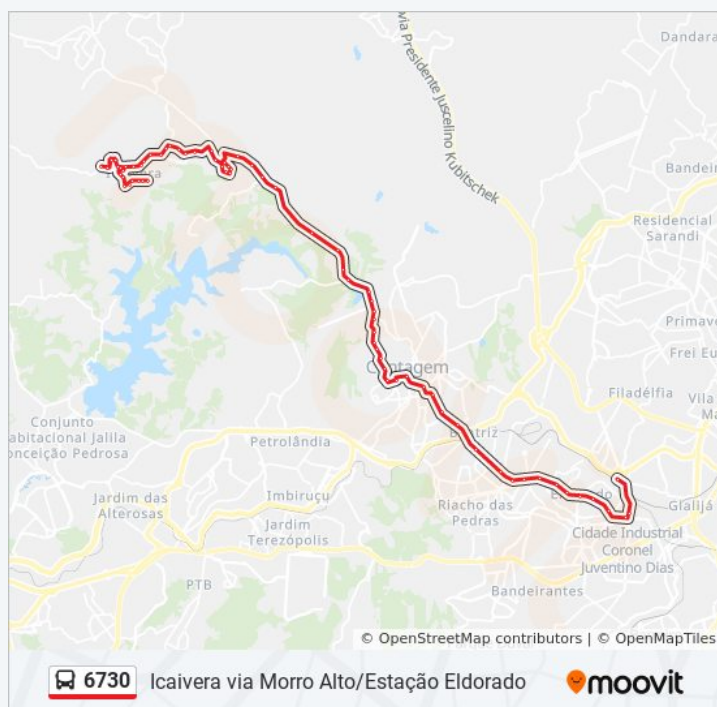 via Presidente Juscelino Kubitschek
Dandara
Bandei
Residencial
Sarandi
Primave
Contagem
Frei Eu
Filadélfia
Vila
Ma
Conjunto
Habitacional Jalila
Conceição Pedrosa
Petrolândia
Beatriz
Jardim das
Alterosas
Imbiruçu
Riacho das
Pedras
Glalijá
Jardim
Terezópolis
Cidade Industrial
Coronel
Juventino Dias
PTB
Bandeirantes
© OpenStreetMap contributors | © OpenMapTiles
6730 Icaivera via Morro Alto/Estação Eldorado
moovit